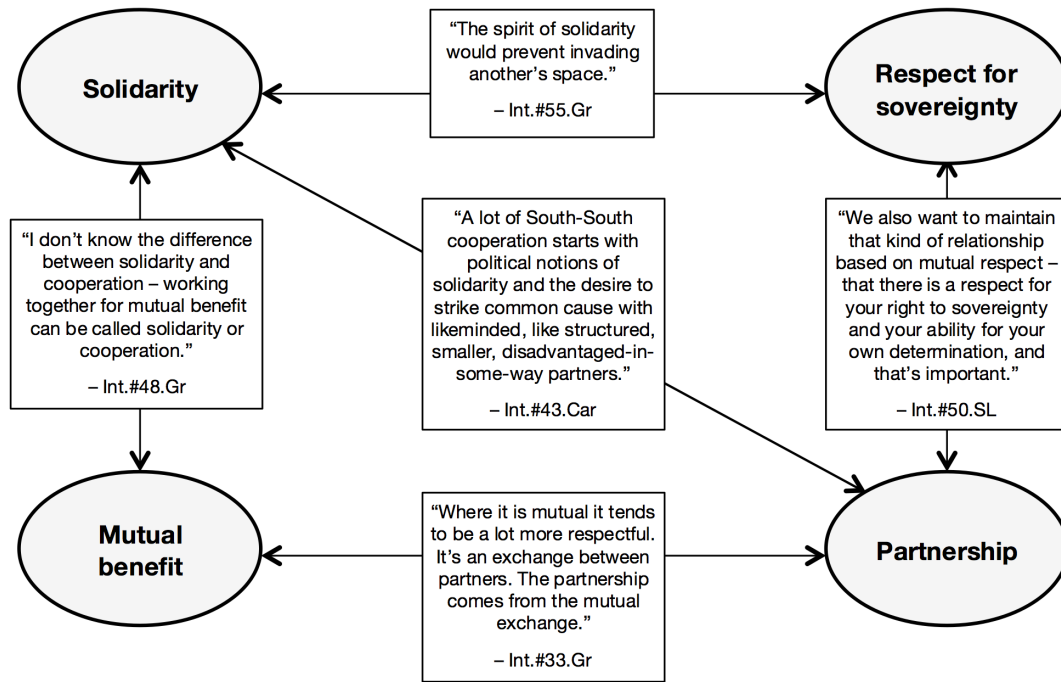 Solidarity
“The spirit of solidarity
would prevent invading
another’s space.”
– Int.#55.Gr
Respect for
sovereignty
“I don’t know the difference
between solidarity and
cooperation – working
together for mutual benefit
can be called solidarity or
cooperation.”
– Int.#48.Gr
“A lot of South-South
cooperation starts with
political notions of
solidarity and the desire to
strike common cause with
likeminded, like structured,
smaller, disadvantaged-in-
some-way partners.”
– Int.#43.Car
“We also want to maintain
that kind of relationship
based on mutual respect –
that there is a respect for
your right to sovereignty
and your ability for your
own determination, and
that’s important.”
– Int.#50.SL
Mutual
benefit
“Where it is mutual it tends
to be a lot more respectful.
It’s an exchange between
partners. The partnership
comes from the mutual
exchange.”
– Int.#33.Gr
Partnership